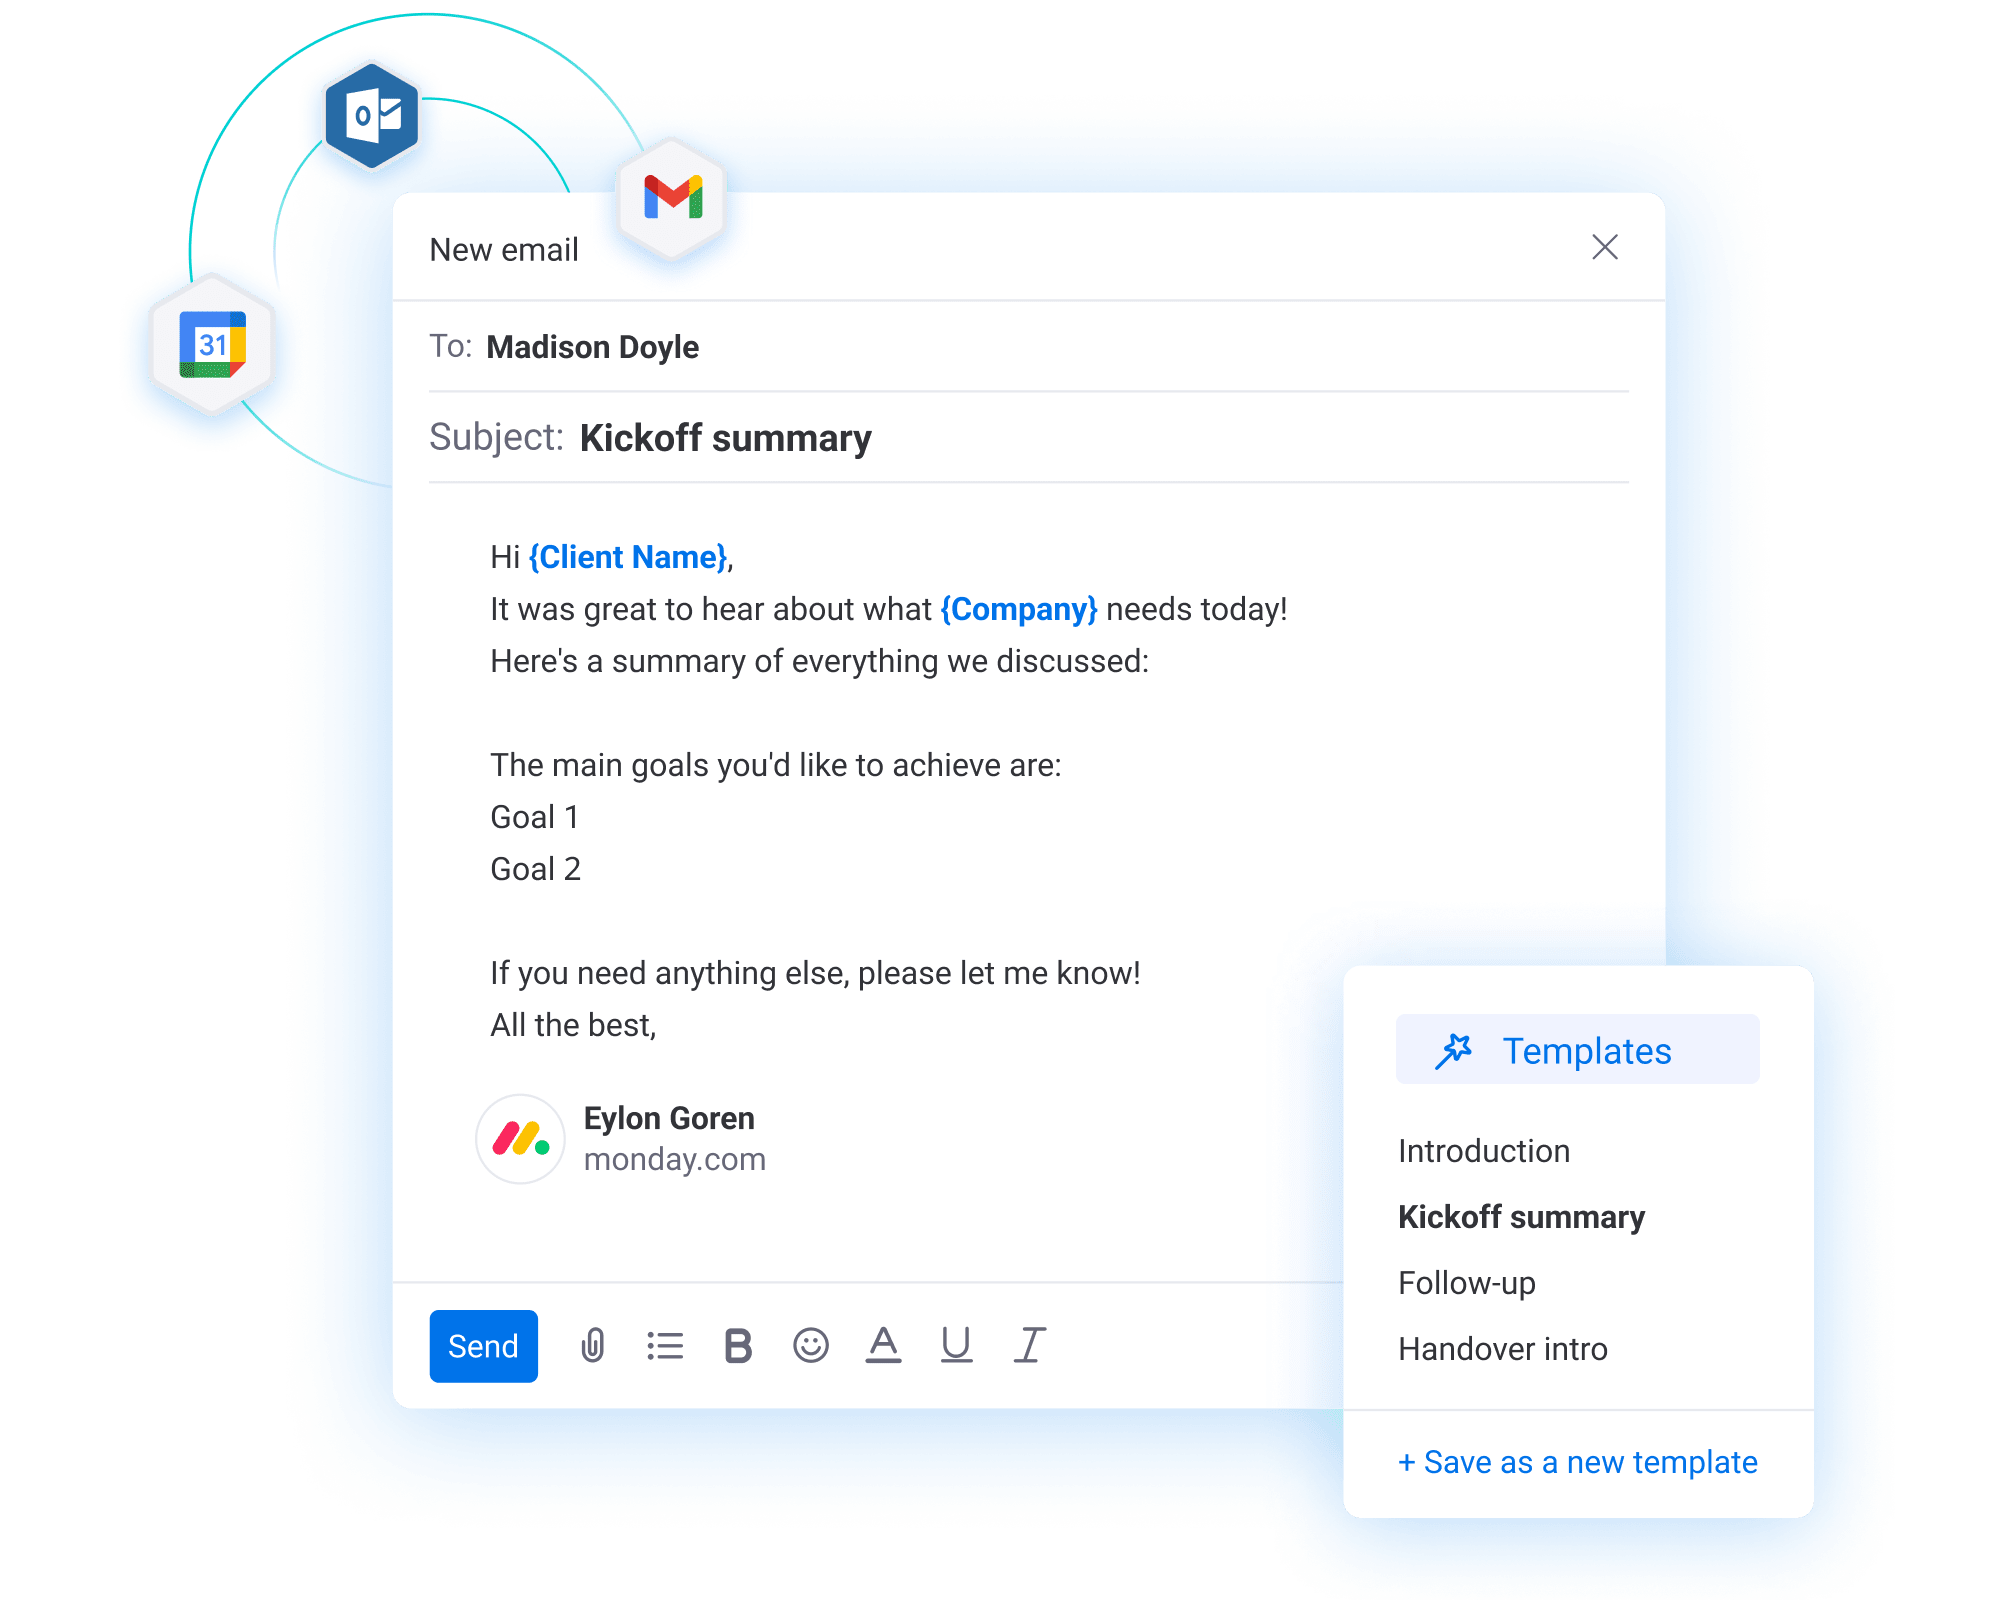 New email
To: Madison Doyle
Subject: Kickoff summary
Hi {Client Name},
It was great to hear about what {Company} needs today!
Here's a summary of everything we discussed:
The main goals you'd like to achieve are:
Goal 1
Goal 2
If you need anything else, please let me know!
All the best,
Eylon Goren
monday.com
Send
B
A
U
I
Templates
Introduction
Kickoff summary
Follow-up
Handover intro
+ Save as a new template
31
O